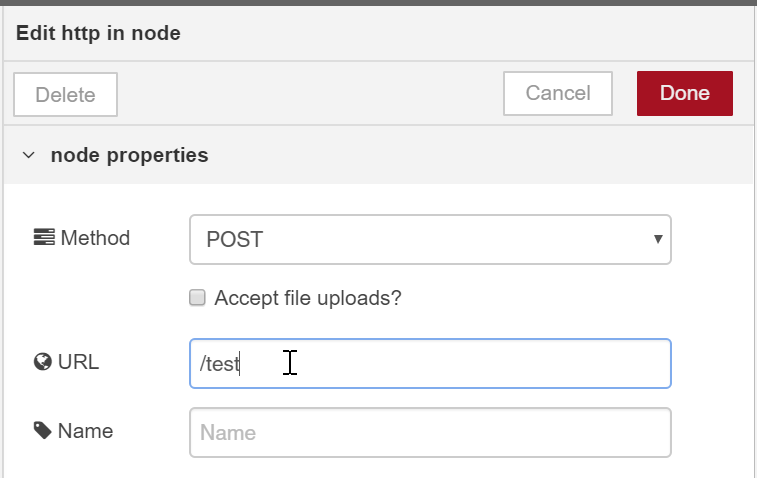 Edit http in node
Delete
Cancel
Done
node properties
Method
POST
Accept file uploads?
URL
/test
Name
Name